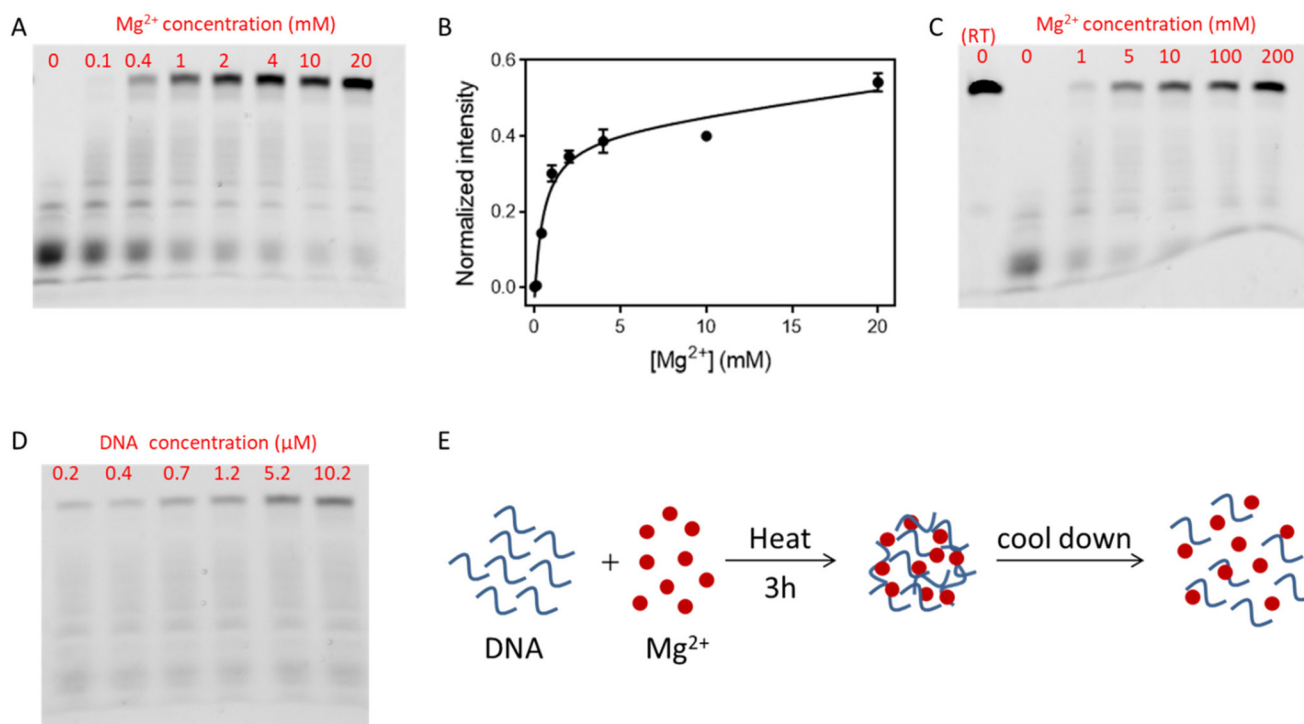 A
Mg²⁺ concentration (mM)
0 0.1 0.4 1 2 4 10 20
B
Normalized intensity
0.6
0.4
0.2
0.0
0 5 10 15 20
[Mg²⁺] (mM)
C
Mg²⁺ concentration (mM)
(RT)
0 0 1 5 10 100 200
D
DNA concentration (µM)
0.2 0.4 0.7 1.2 5.2 10.2
E
+
Heat
3h
cool down
DNA
Mg²⁺